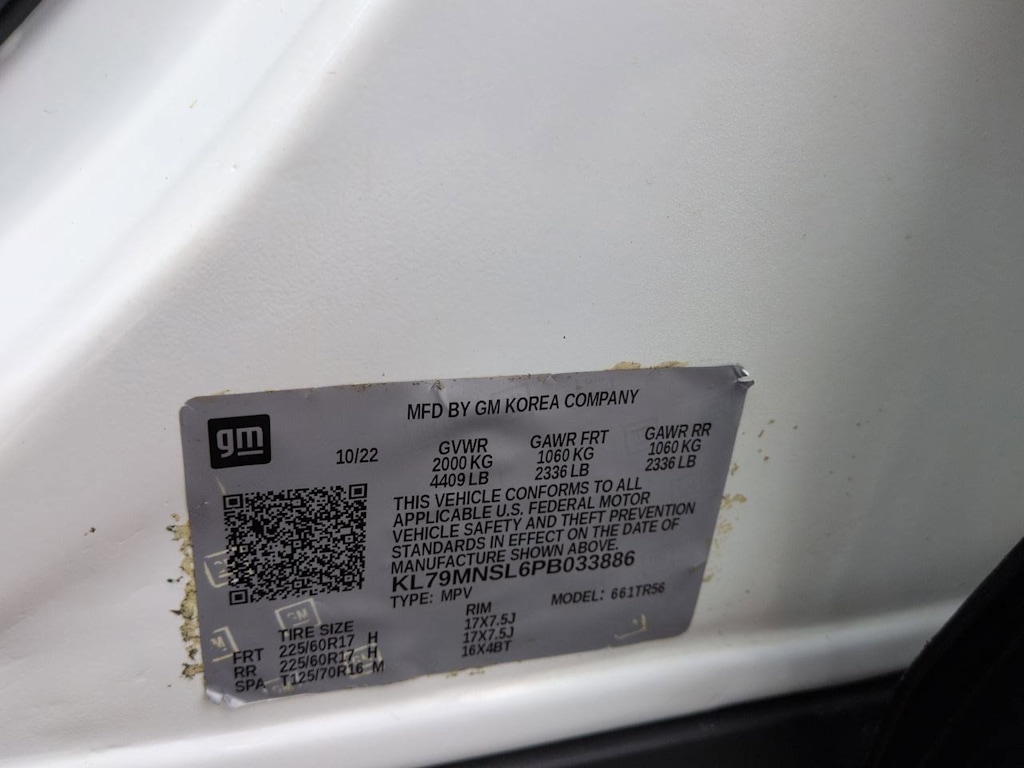 gm
MFD BY GM KOREA COMPANY
10/22
GVWR
2000 KG
4409 LB
GAWR FRT
1060 KG
2336 LB
GAWR RR
1060 KG
2336 LB
THIS VEHICLE CONFORMS TO ALL
APPLICABLE U.S. FEDERAL MOTOR
VEHICLE SAFETY AND THEFT PREVENTION
STANDARDS IN EFFECT ON THE DATE OF
MANUFACTURE SHOWN ABOVE.
KL79MNSL6PB033886
TYPE: MPV
MODEL: 661TR56
TIRE SIZE RIM
FRT 225/60R17 H 17X7.5J
RR 225/60R17 H 17X7.5J
SPA T125/70R16 M 16X4BT
GM